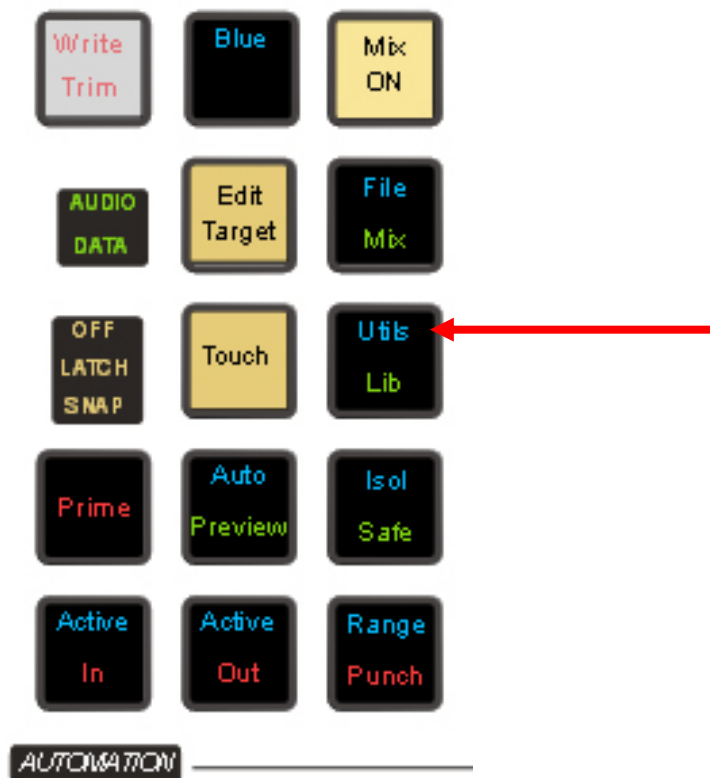 Write
Trim
Blue
Mix
ON
AUDIO
DATA
Edit
Target
File
Mix
OFF
LATCH
SNAP
Touch
Utils
Lib
Prime
Auto
Preview
Isol
Safe
Active
In
Active
Out
Range
Punch
AUTOMATION